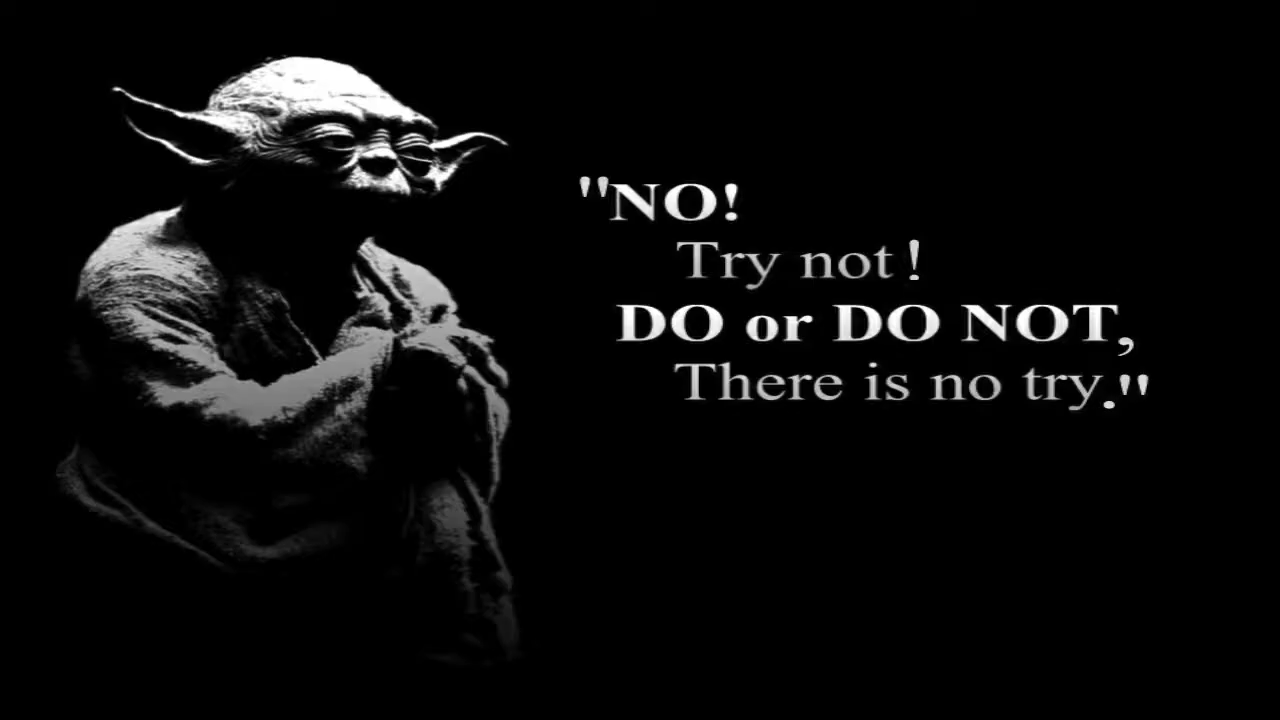 "NO!
Try not!
DO or DO NOT,
There is no try."